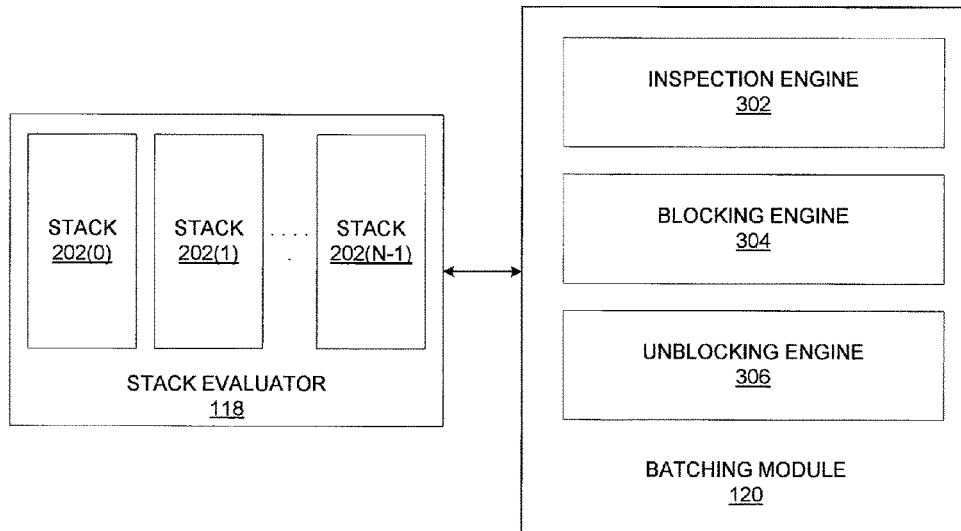 INSPECTION ENGINE
302
STACK
202(0)
STACK
202(1)
. . . .
.
STACK
202(N-1)
BLOCKING ENGINE
304
UNBLOCKING ENGINE
306
STACK EVALUATOR
118
BATCHING MODULE
120